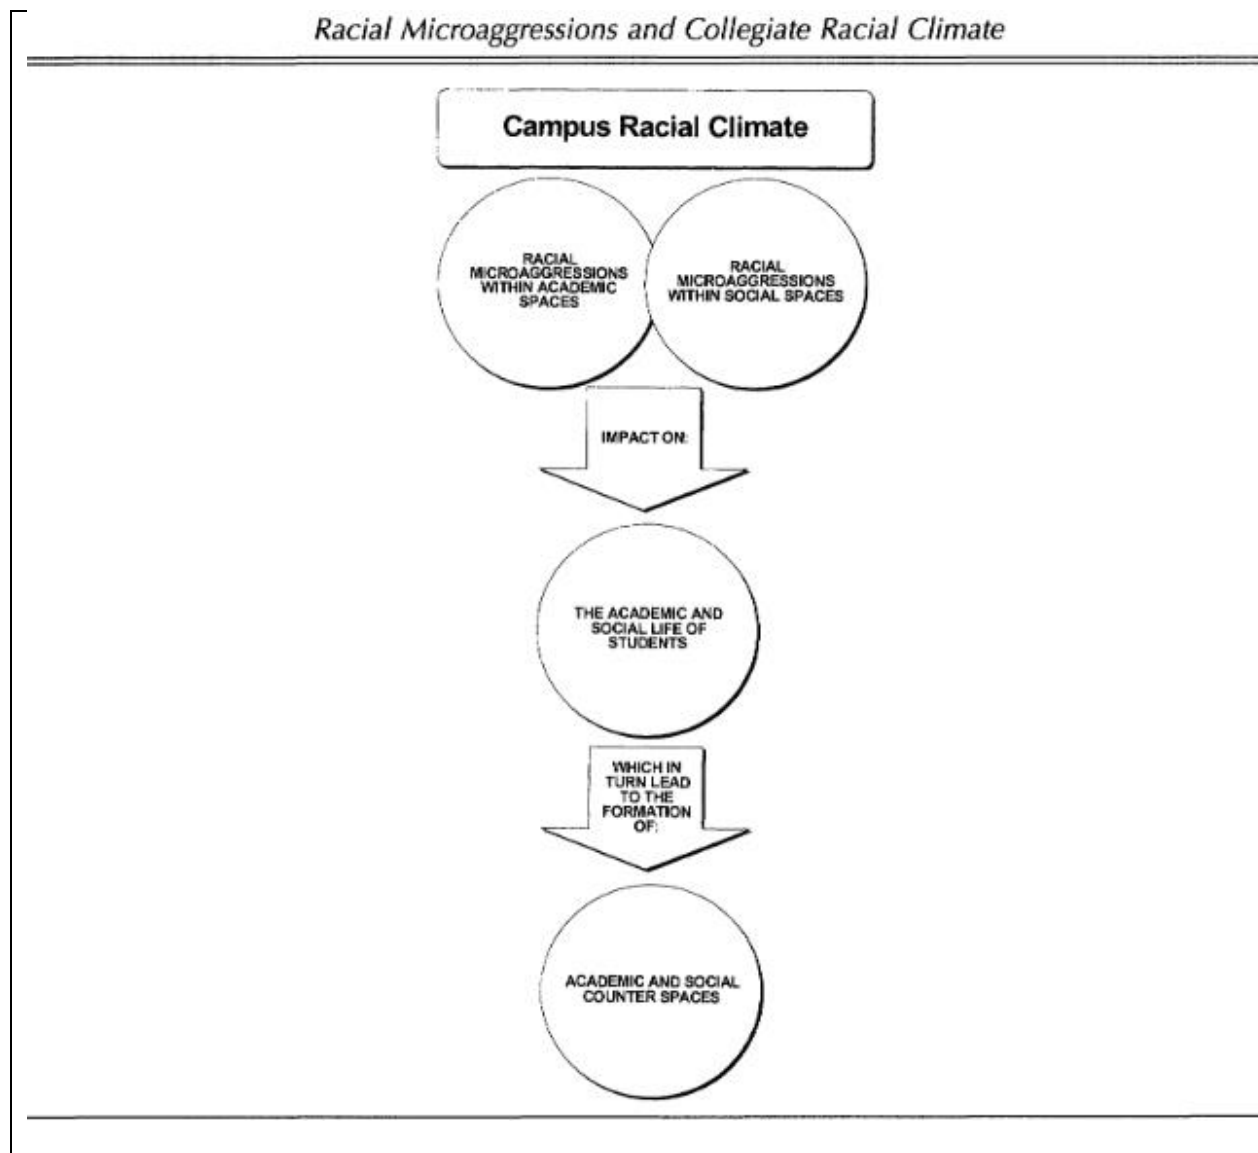 Racial Microaggressions and Collegiate Racial Climate
Campus Racial Climate
RACIAL
MICROAGGRESSIONS
WITHIN ACADEMIC
SPACES
RACIAL
MICROAGGRESSIONS
WITHIN SOCIAL SPACES
IMPACT ON:
THE ACADEMIC AND
SOCIAL LIFE OF
STUDENTS
WHICH IN
TURN LEAD
TO THE
FORMATION
OF:
ACADEMIC AND SOCIAL
COUNTER SPACES